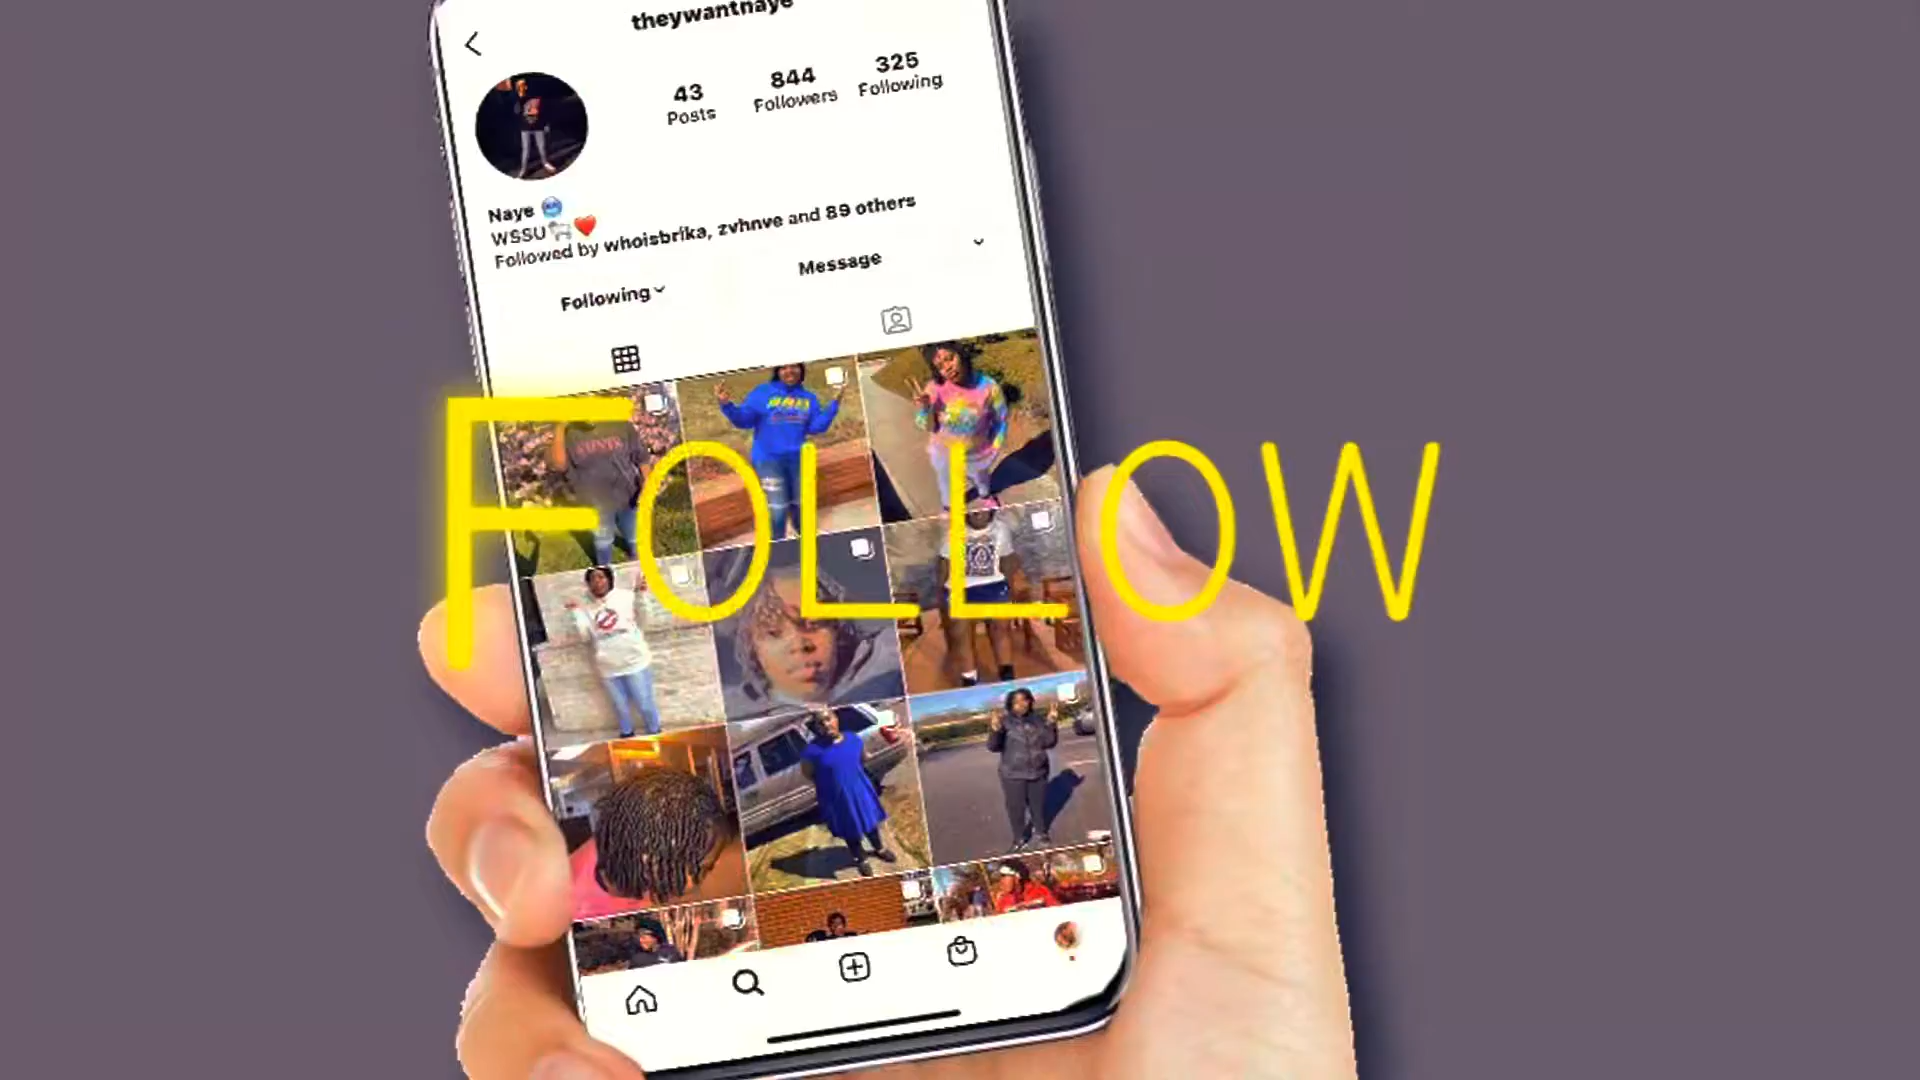 theywantnaye
43 Posts
844 Followers
325 Following
Naye 🥶
WSSU🐏❤️
Followed by whoisbrika, zvhnve and 89 others
Following
Message
FOLLOW